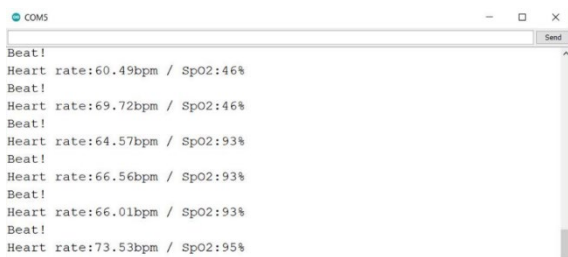 COM5
Send
Beat!
Heart rate:60.49bpm / SpO2:46%
Beat!
Heart rate:69.72bpm / SpO2:46%
Beat!
Heart rate:64.57bpm / SpO2:93%
Beat!
Heart rate:66.56bpm / SpO2:93%
Beat!
Heart rate:66.01bpm / SpO2:93%
Beat!
Heart rate:73.53bpm / SpO2:95%